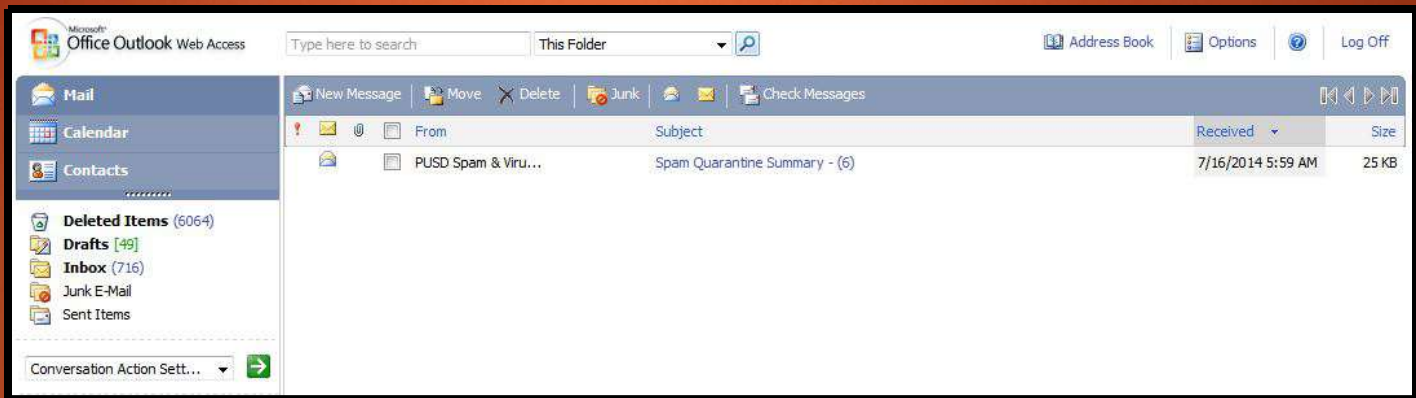 Microsoft®
Office Outlook Web Access
Type here to search
This Folder
Address Book
Options
Log Off
Mail
New Message
Move
Delete
Junk
Check Messages
Calendar
From
Subject
Received
Size
Contacts
PUSD Spam & Viru...
Spam Quarantine Summary - (6)
7/16/2014 5:59 AM
25 KB
Deleted Items (6064)
Drafts [49]
Inbox (716)
Junk E-Mail
Sent Items
Conversation Action Sett...